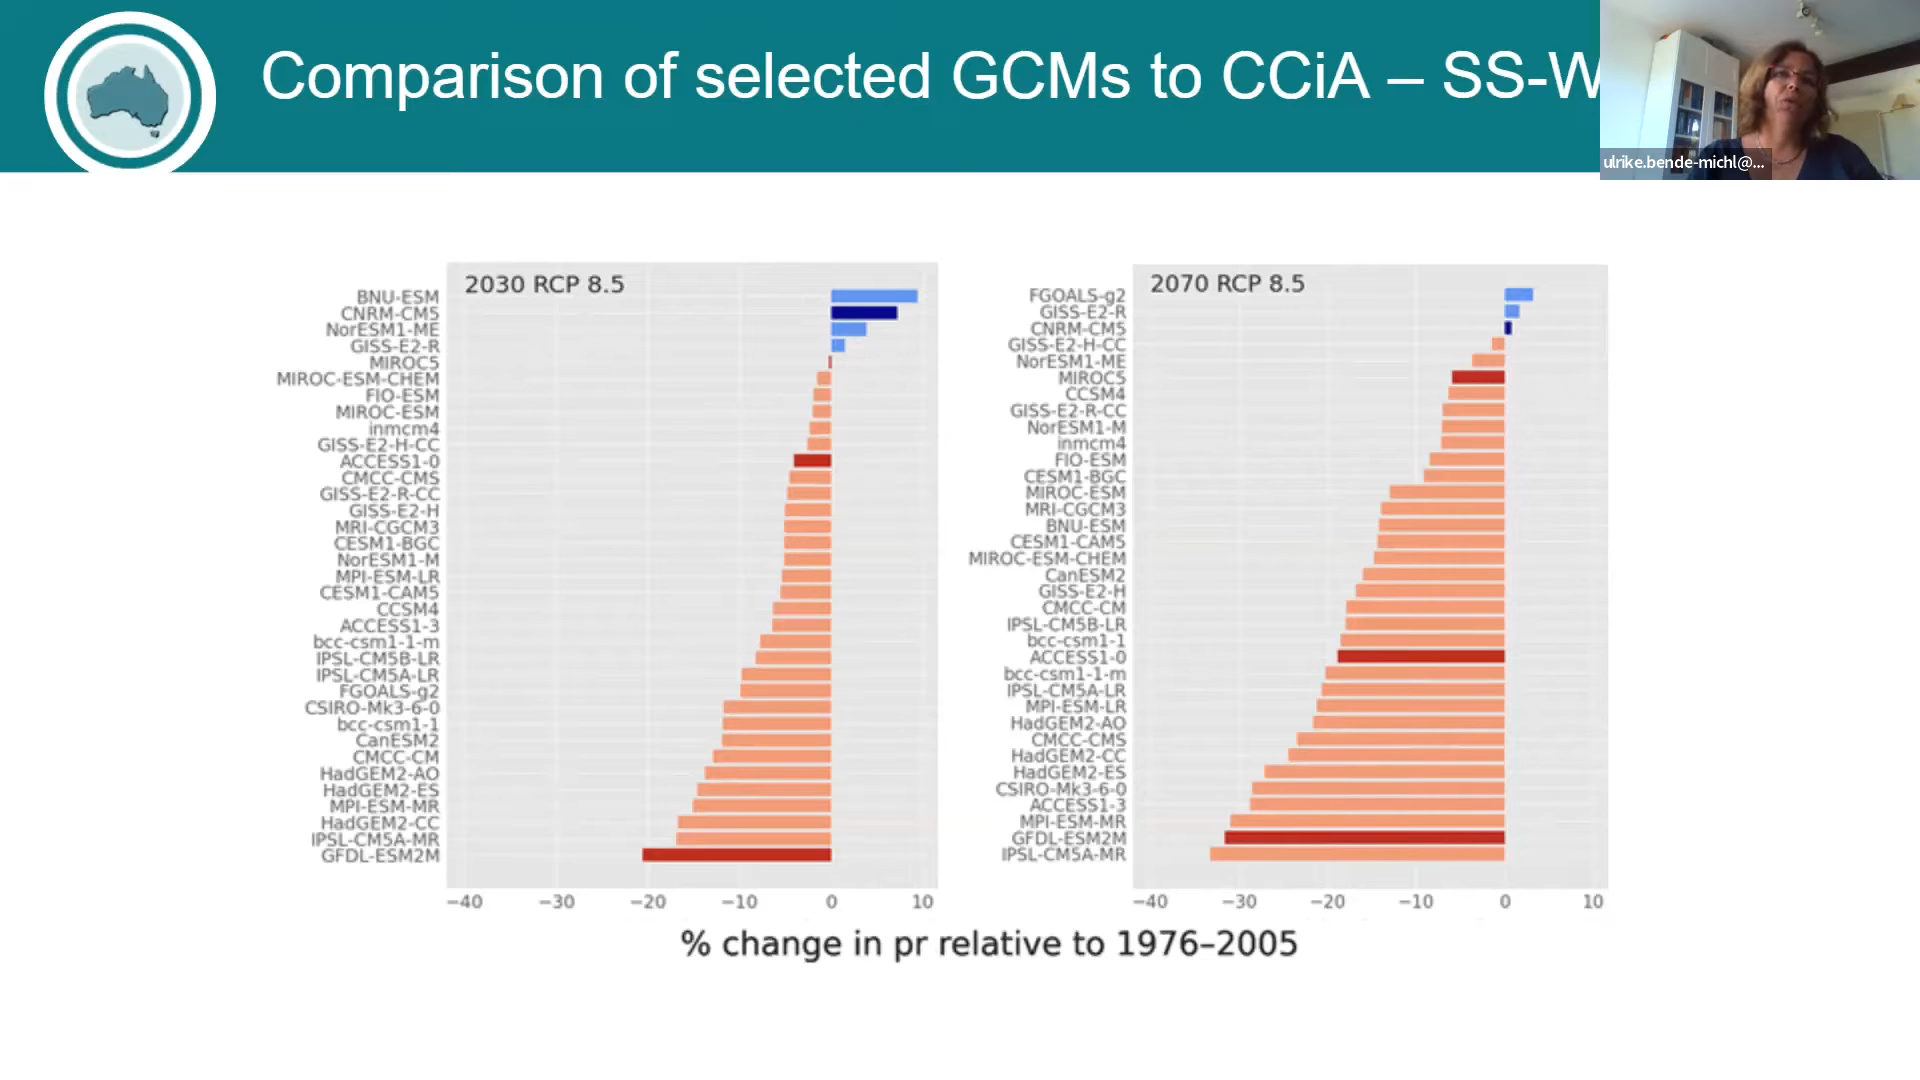 Comparison of selected GCMs to CCiA – SS-W
ulrike.bende-michl@...
2030 RCP 8.5
BNU-ESM
CNRM-CM5
NorESM1-ME
GISS-E2-R
MIROC5
MIROC-ESM-CHEM
FIO-ESM
MIROC-ESM
inmcm4
GISS-E2-H-CC
ACCESS1-0
CMCC-CMS
GISS-E2-R-CC
GISS-E2-H
MRI-CGCM3
CESM1-BGC
NorESM1-M
MPI-ESM-LR
CESM1-CAM5
CCSM4
ACCESS1-3
bcc-csm1-1-m
IPSL-CM5B-LR
IPSL-CM5A-LR
FGOALS-g2
CSIRO-Mk3-6-0
bcc-csm1-1
CanESM2
CMCC-CM
HadGEM2-AO
HadGEM2-ES
MPI-ESM-MR
HadGEM2-CC
IPSL-CM5A-MR
GFDL-ESM2M
−40 −30 −20 −10 0 10
2070 RCP 8.5
FGOALS-g2
GISS-E2-R
CNRM-CM5
GISS-E2-H-CC
NorESM1-ME
MIROC5
CCSM4
GISS-E2-R-CC
NorESM1-M
inmcm4
FIO-ESM
CESM1-BGC
MIROC-ESM
MRI-CGCM3
BNU-ESM
CESM1-CAM5
MIROC-ESM-CHEM
CanESM2
GISS-E2-H
CMCC-CM
IPSL-CM5B-LR
bcc-csm1-1
ACCESS1-0
bcc-csm1-1-m
IPSL-CM5A-LR
MPI-ESM-LR
HadGEM2-AO
CMCC-CMS
HadGEM2-CC
HadGEM2-ES
CSIRO-Mk3-6-0
ACCESS1-3
MPI-ESM-MR
GFDL-ESM2M
IPSL-CM5A-MR
−40 −30 −20 −10 0 10
% change in pr relative to 1976–2005